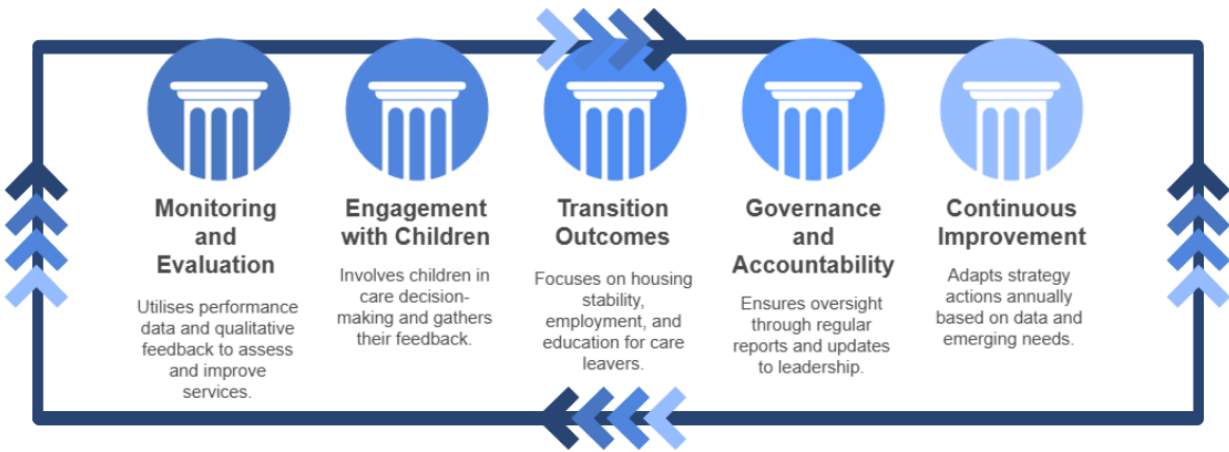 Monitoring
and
Evaluation
Utilises performance
data and qualitative
feedback to assess
and improve
services.
Engagement
with Children
Involves children in
care decision-
making and gathers
their feedback.
Transition
Outcomes
Focuses on housing
stability,
employment, and
education for care
leavers.
Governance
and
Accountability
Ensures oversight
through regular
reports and updates
to leadership.
Continuous
Improvement
Adapts strategy
actions annually
based on data and
emerging needs.